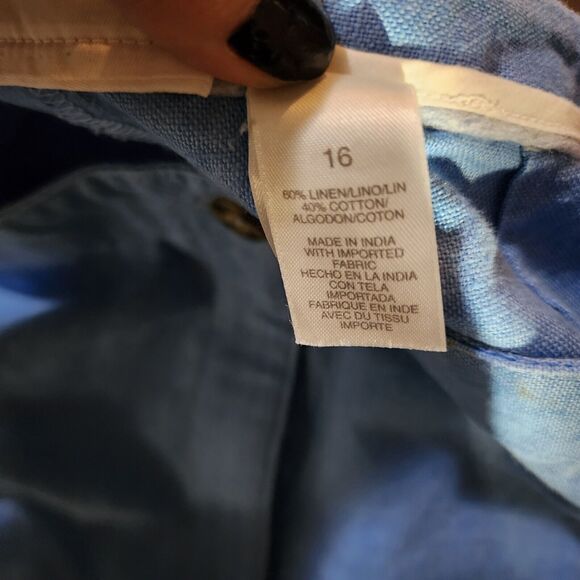 16
60% LINEN/LINO/LIN
40% COTTON/
ALGODON/COTON
MADE IN INDIA
WITH IMPORTED
FABRIC
HECHO EN LA INDIA
CON TELA
IMPORTADA
FABRIQUE EN INDE
AVEC DU TISSU
IMPORTE